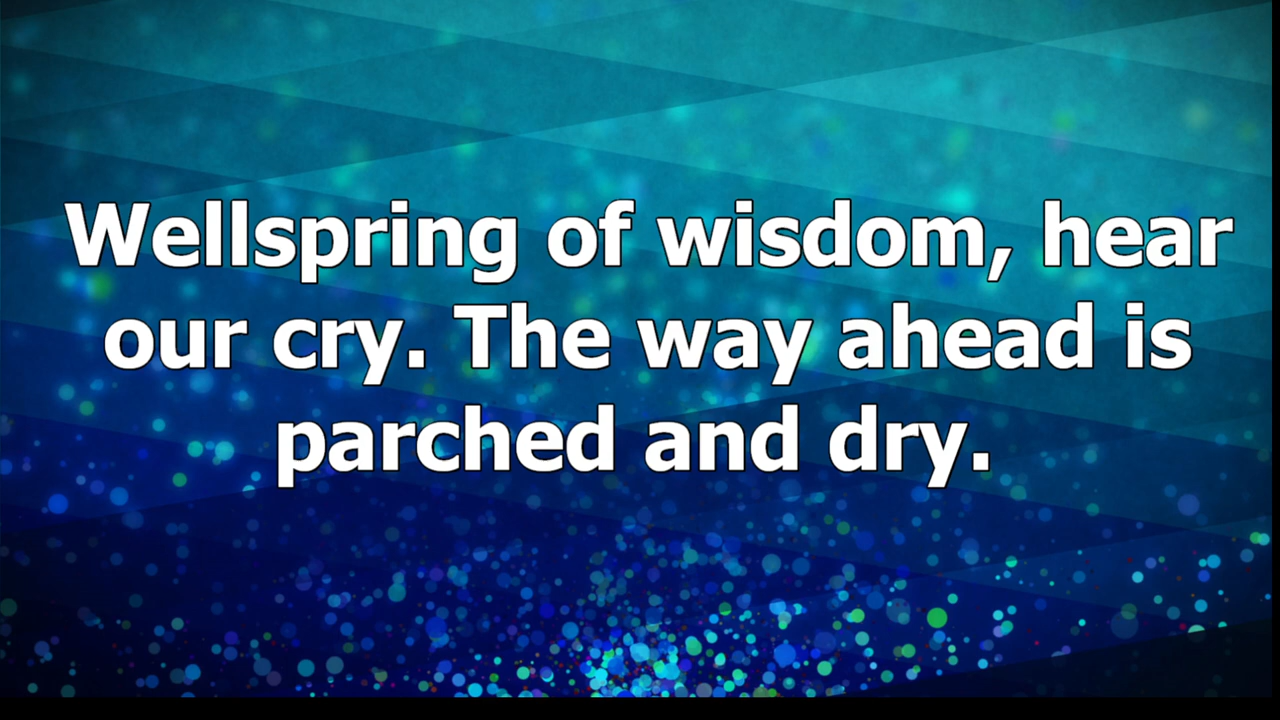 Wellspring of wisdom, hear
our cry. The way ahead is
parched and dry.